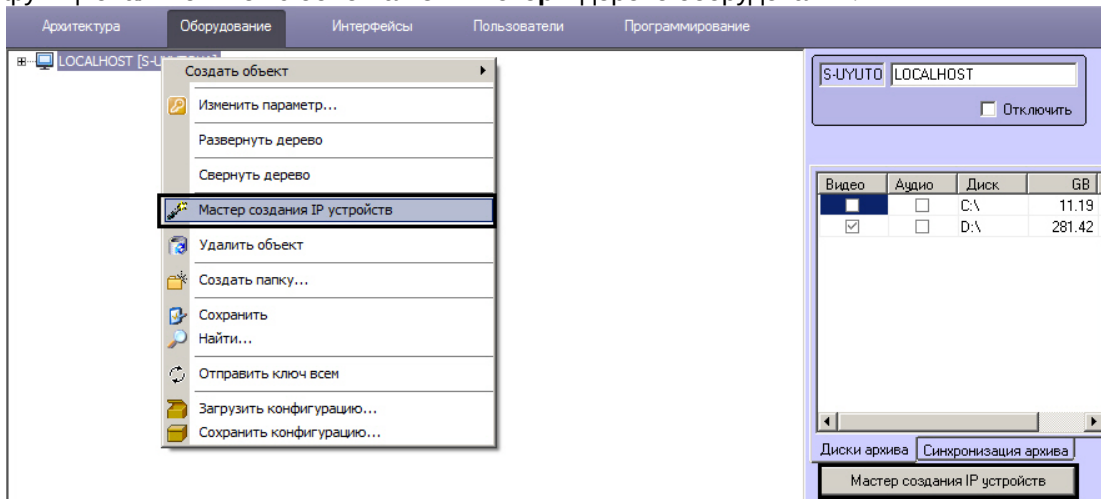 Архитектура Оборудование Интерфейсы Пользователи Программирование
LOCALHOST
Создать объект
Изменить параметр...
Развернуть дерево
Свернуть дерево
Мастер создания IP устройств
Удалить объект
Создать папку...
Сохранить
Найти...
Отправить ключ всем
Загрузить конфигурацию...
Сохранить конфигурацию...
S-UYUTO LOCALHOST
Отключить
Видео Аудио Диск GB
C:\ 11.19
D:\ 281.42
Диски архива Синхронизация архива
Мастер создания IP устройств